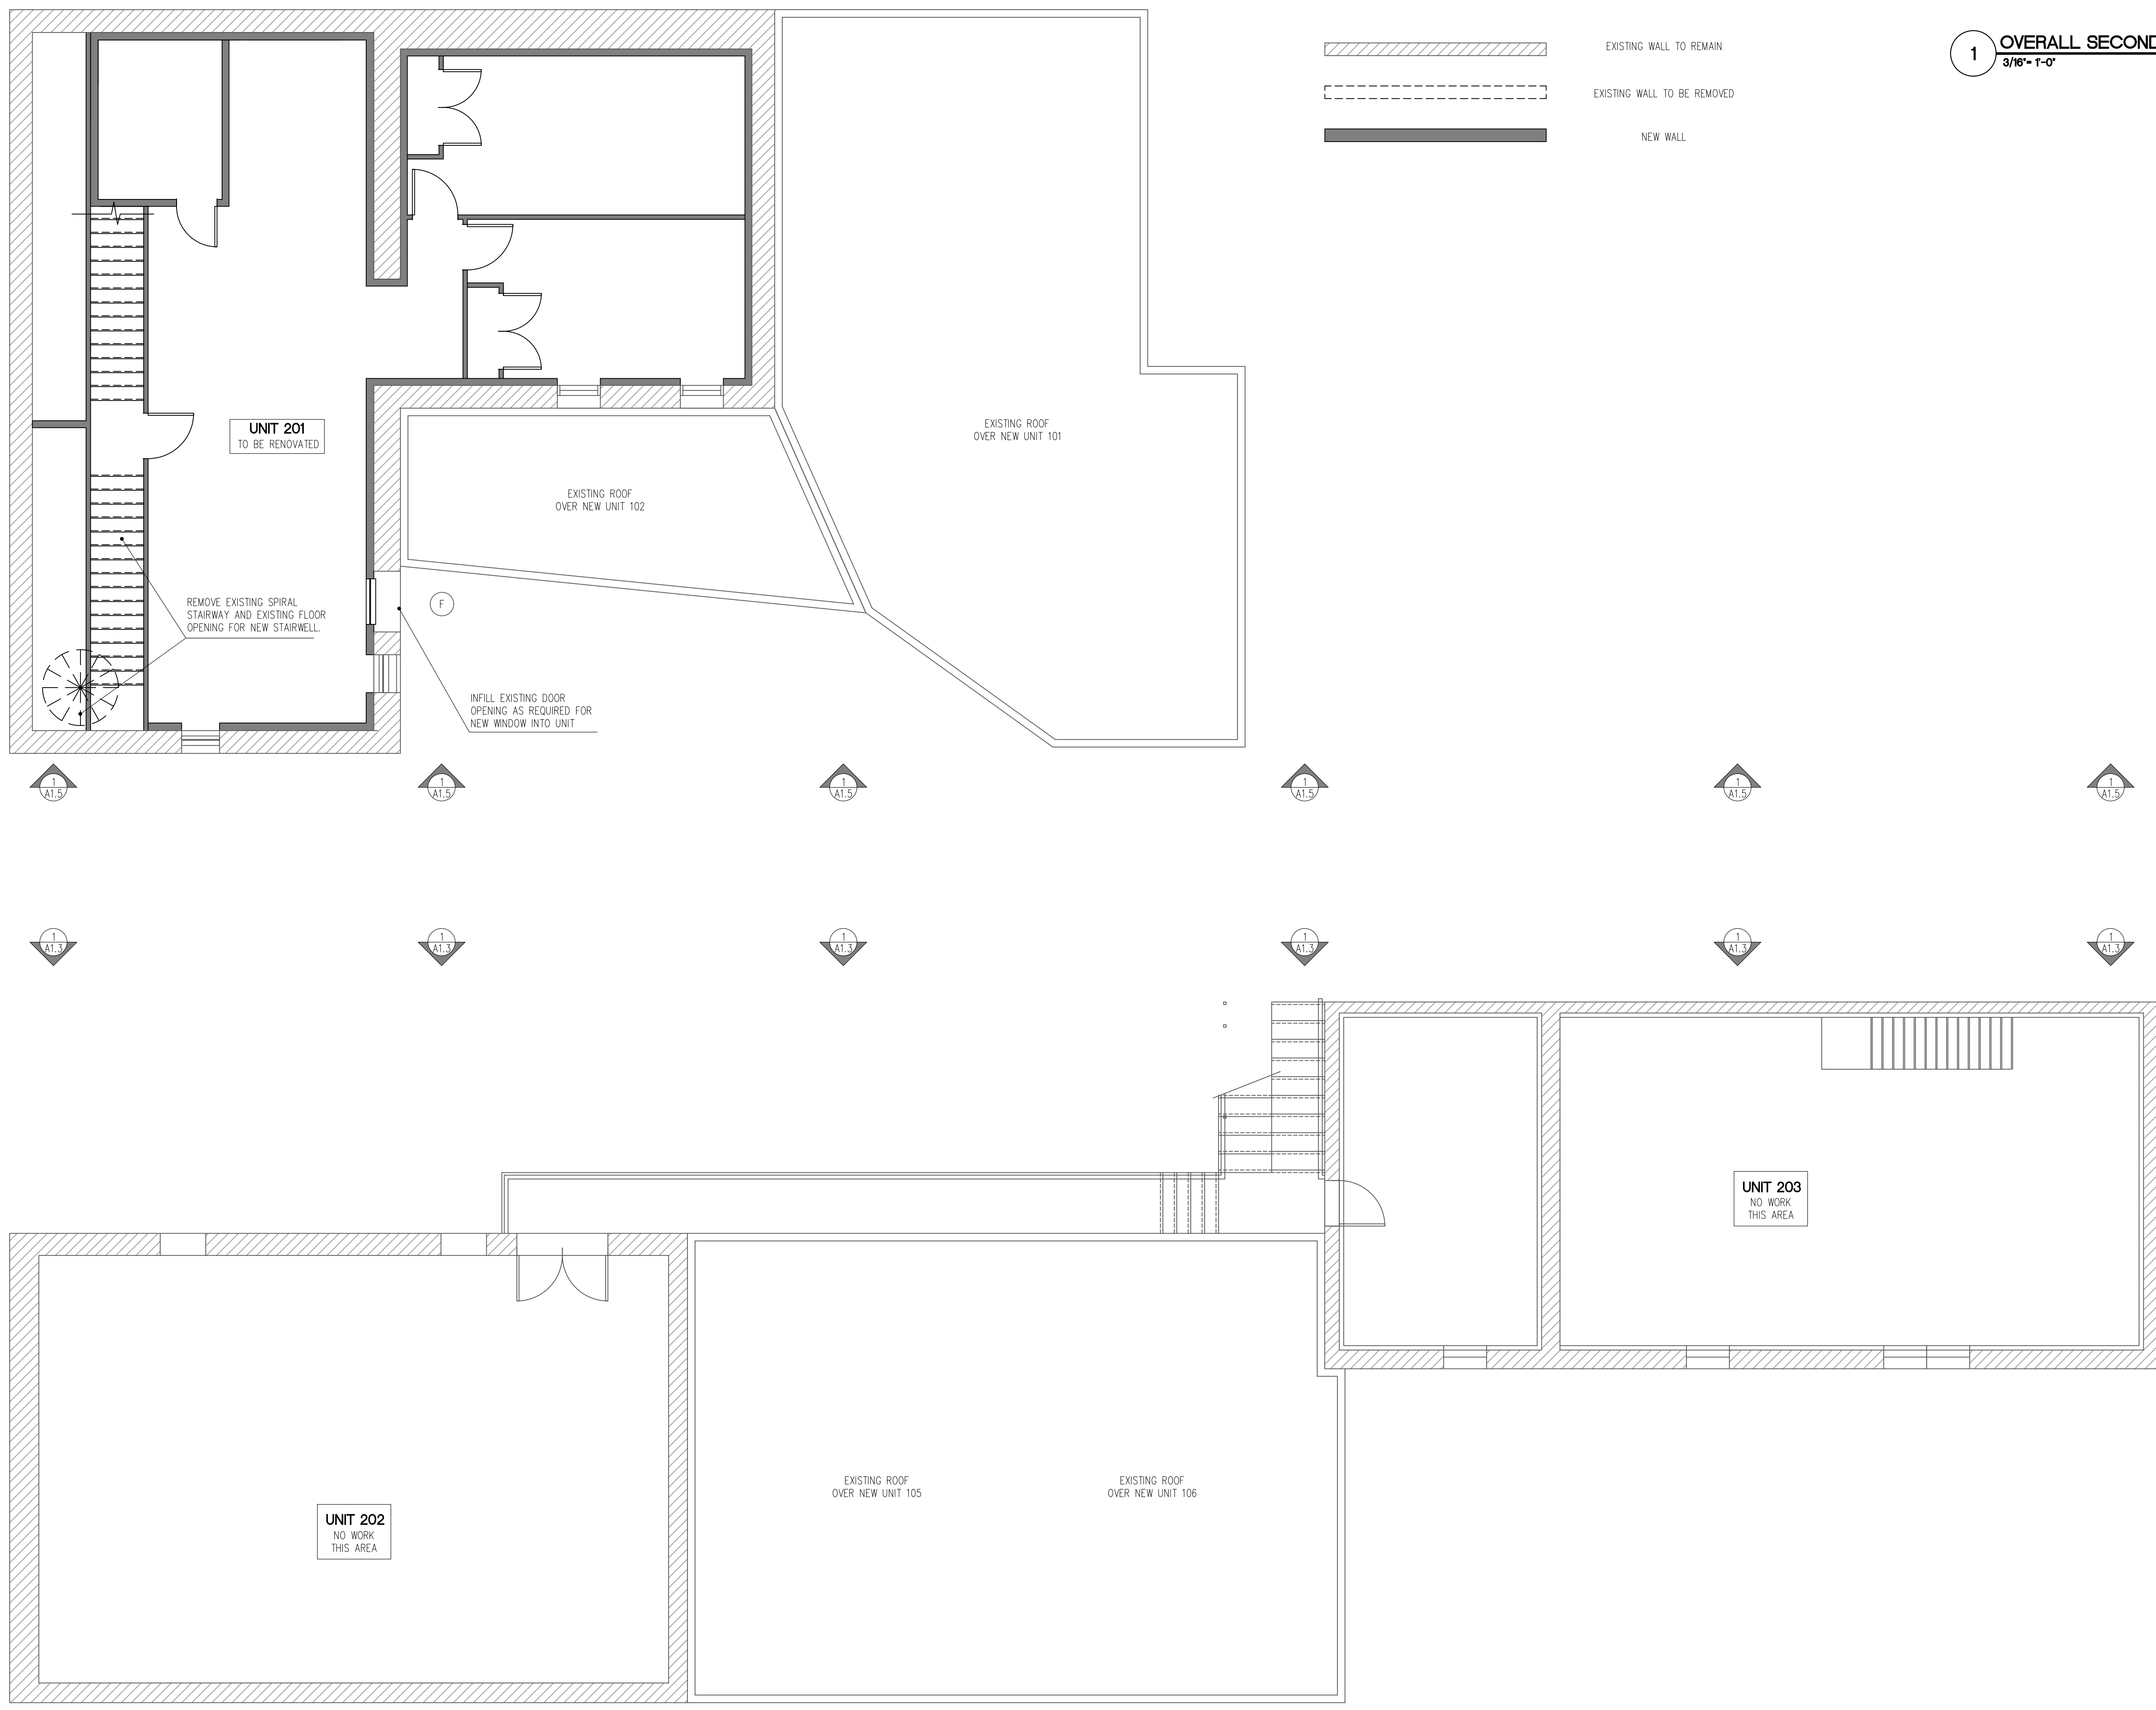 EXISTING WALL TO REMAIN
EXISTING WALL TO BE REMOVED
NEW WALL
1
OVERALL SECOND
3/16"= 1'-0"
UNIT 201
TO BE RENOVATED
EXISTING ROOF
OVER NEW UNIT 101
EXISTING ROOF
OVER NEW UNIT 102
REMOVE EXISTING SPIRAL
STAIRWAY AND EXISTING FLOOR
OPENING FOR NEW STAIRWELL.
F
INFILL EXISTING DOOR
OPENING AS REQUIRED FOR
NEW WINDOW INTO UNIT
1
A1.5
1
A1.5
1
A1.5
1
A1.5
1
A1.5
1
A1.5
1
A1.3
1
A1.3
1
A1.3
1
A1.3
1
A1.3
1
A1.3
UNIT 203
NO WORK
THIS AREA
EXISTING ROOF
OVER NEW UNIT 105
EXISTING ROOF
OVER NEW UNIT 106
UNIT 202
NO WORK
THIS AREA